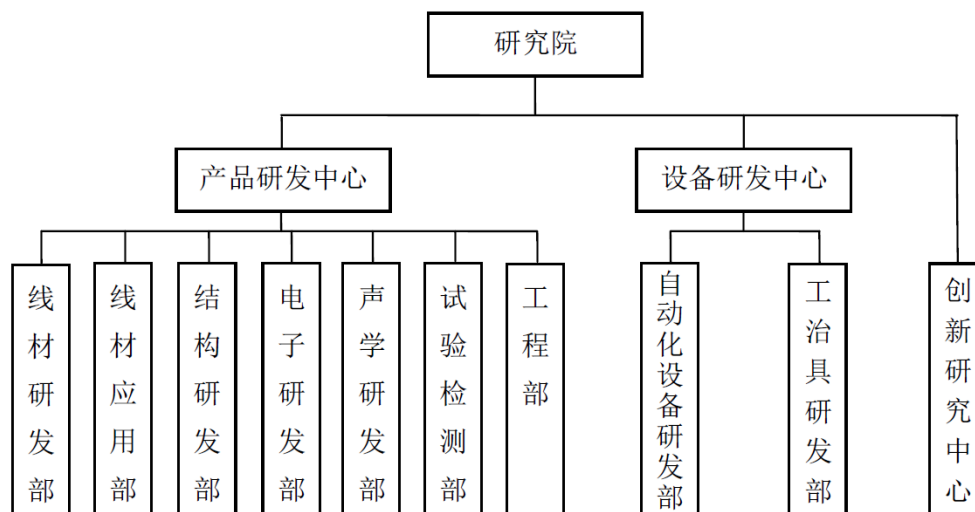 研究院
产品研发中心
设备研发中心
线材研发部
线材应用部
结构研发部
电子研发部
声学研发部
试验检测部
工程部
自动化设备研发部
工治具研发部
创新研究中心